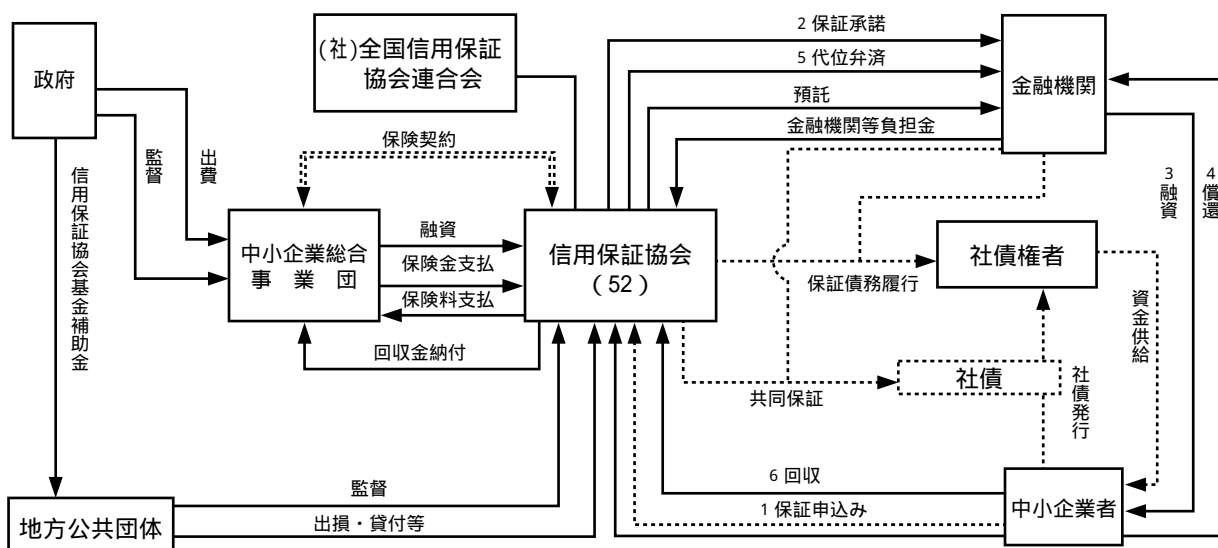 2 保証承諾
(社)全国信用保証
協会連合会
5 代位弁済
政府
金融機関
預託
金融機関等負担金
保険契約
監督
出費
信用保証協会基金補助金
3 融資
4 償還
中小企業総合
事 業 団
融資
保険金支払
保険料支払
信用保証協会
(52)
社債権者
保証債務履行
資金供給
回収金納付
社債
共同保証
社債発行
6 回収
監督
1 保証申込み
出損・貸付等
地方公共団体
中小企業者